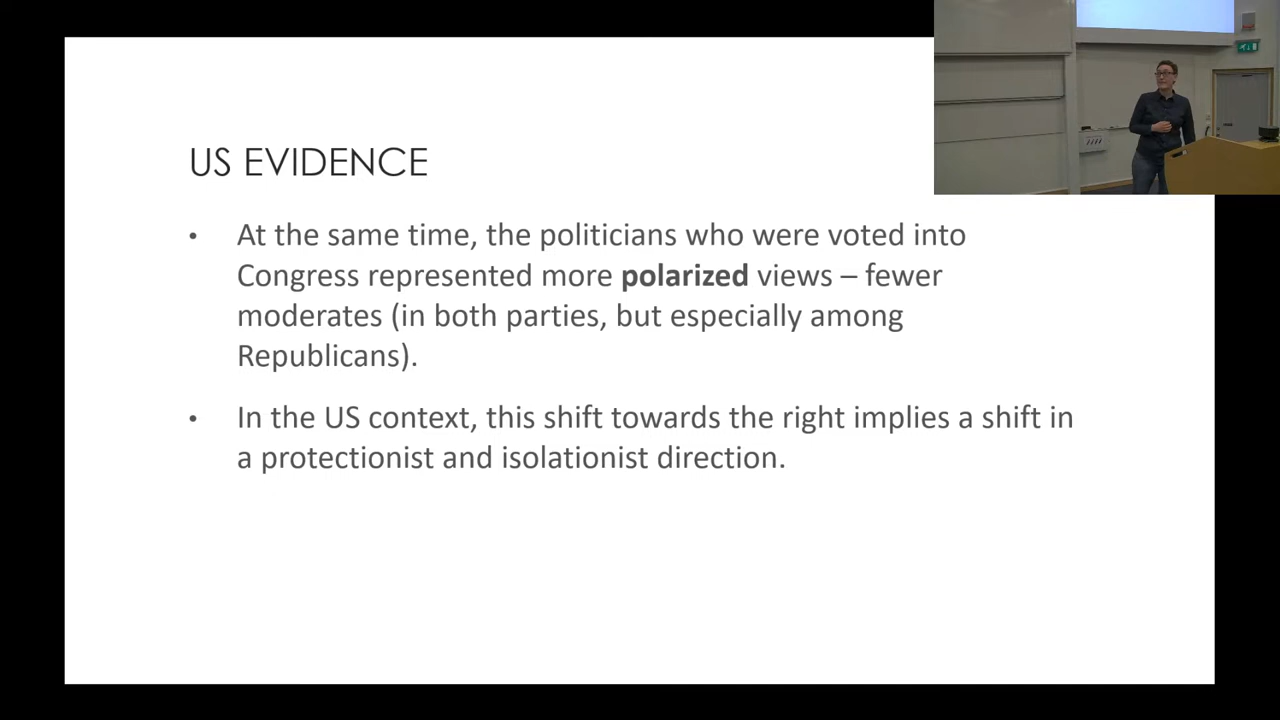 US EVIDENCE
• At the same time, the politicians who were voted into
Congress represented more polarized views – fewer
moderates (in both parties, but especially among
Republicans).
• In the US context, this shift towards the right implies a shift in
a protectionist and isolationist direction.